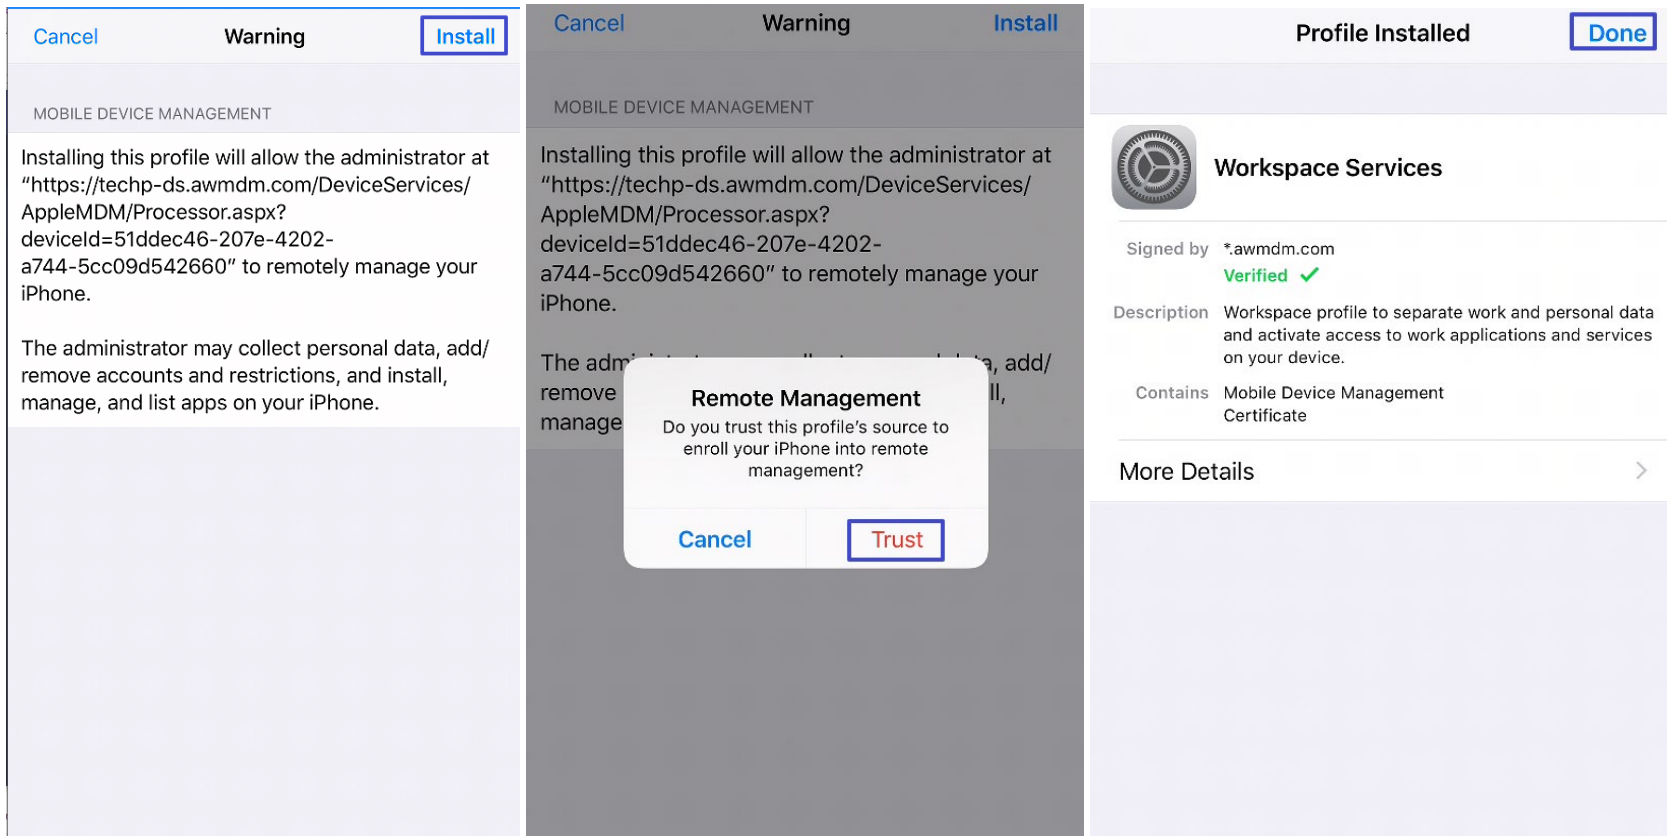 Cancel Warning Install
MOBILE DEVICE MANAGEMENT
Installing this profile will allow the administrator at
“https://techp-ds.awmdm.com/DeviceServices/
AppleMDM/Processor.aspx?
deviceId=51ddec46-207e-4202-
a744-5cc09d542660” to remotely manage your
iPhone.
The administrator may collect personal data, add/
remove accounts and restrictions, and install,
manage, and list apps on your iPhone.
Cancel Warning Install
MOBILE DEVICE MANAGEMENT
Installing this profile will allow the administrator at
“https://techp-ds.awmdm.com/DeviceServices/
AppleMDM/Processor.aspx?
deviceId=51ddec46-207e-4202-
a744-5cc09d542660” to remotely manage your
iPhone.
The add/
remove
manage
Remote Management
Do you trust this profile’s source to
enroll your iPhone into remote
management?
Cancel Trust
Profile Installed Done
Workspace Services
Signed by *.awmdm.com
Verified ✓
Description Workspace profile to separate work and personal data
and activate access to work applications and services
on your device.
Contains Mobile Device Management
Certificate
More Details